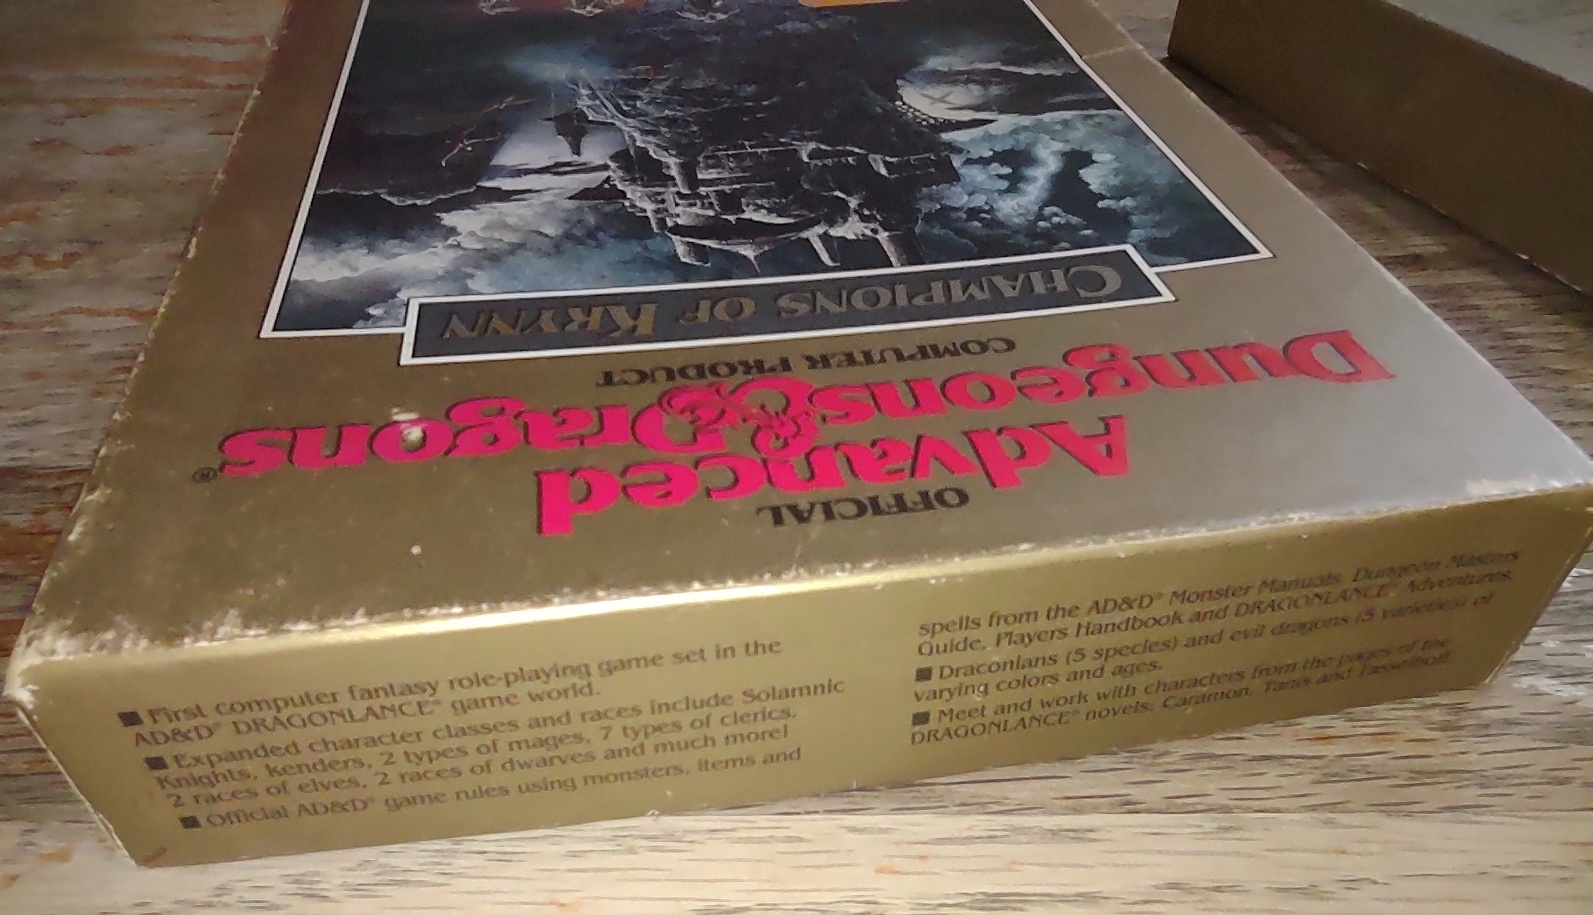 OFFICIAL
Advanced
Dungeons & Dragons®
COMPUTER PRODUCT
CHAMPIONS OF KRYNN
■ First computer fantasy role-playing game set in the
AD&D® DRAGONLANCE® game world.
■ Expanded character classes and races include Solamnic
Knights, kenders, 2 types of mages, 7 types of clerics,
2 races of elves, 2 races of dwarves and much more!
■ Official AD&D® game rules using monsters, items and
spells from the AD&D® Monster Manuals, Dungeon Masters
Guide, Players Handbook and DRAGONLANCE® Adventures.
■ Draconians (5 species) and evil dragons (5 varieties) of
varying colors and ages.
■ Meet and work with characters from the pages of the
DRAGONLANCE® novels: Caramon, Tanis and Tasselhoff.